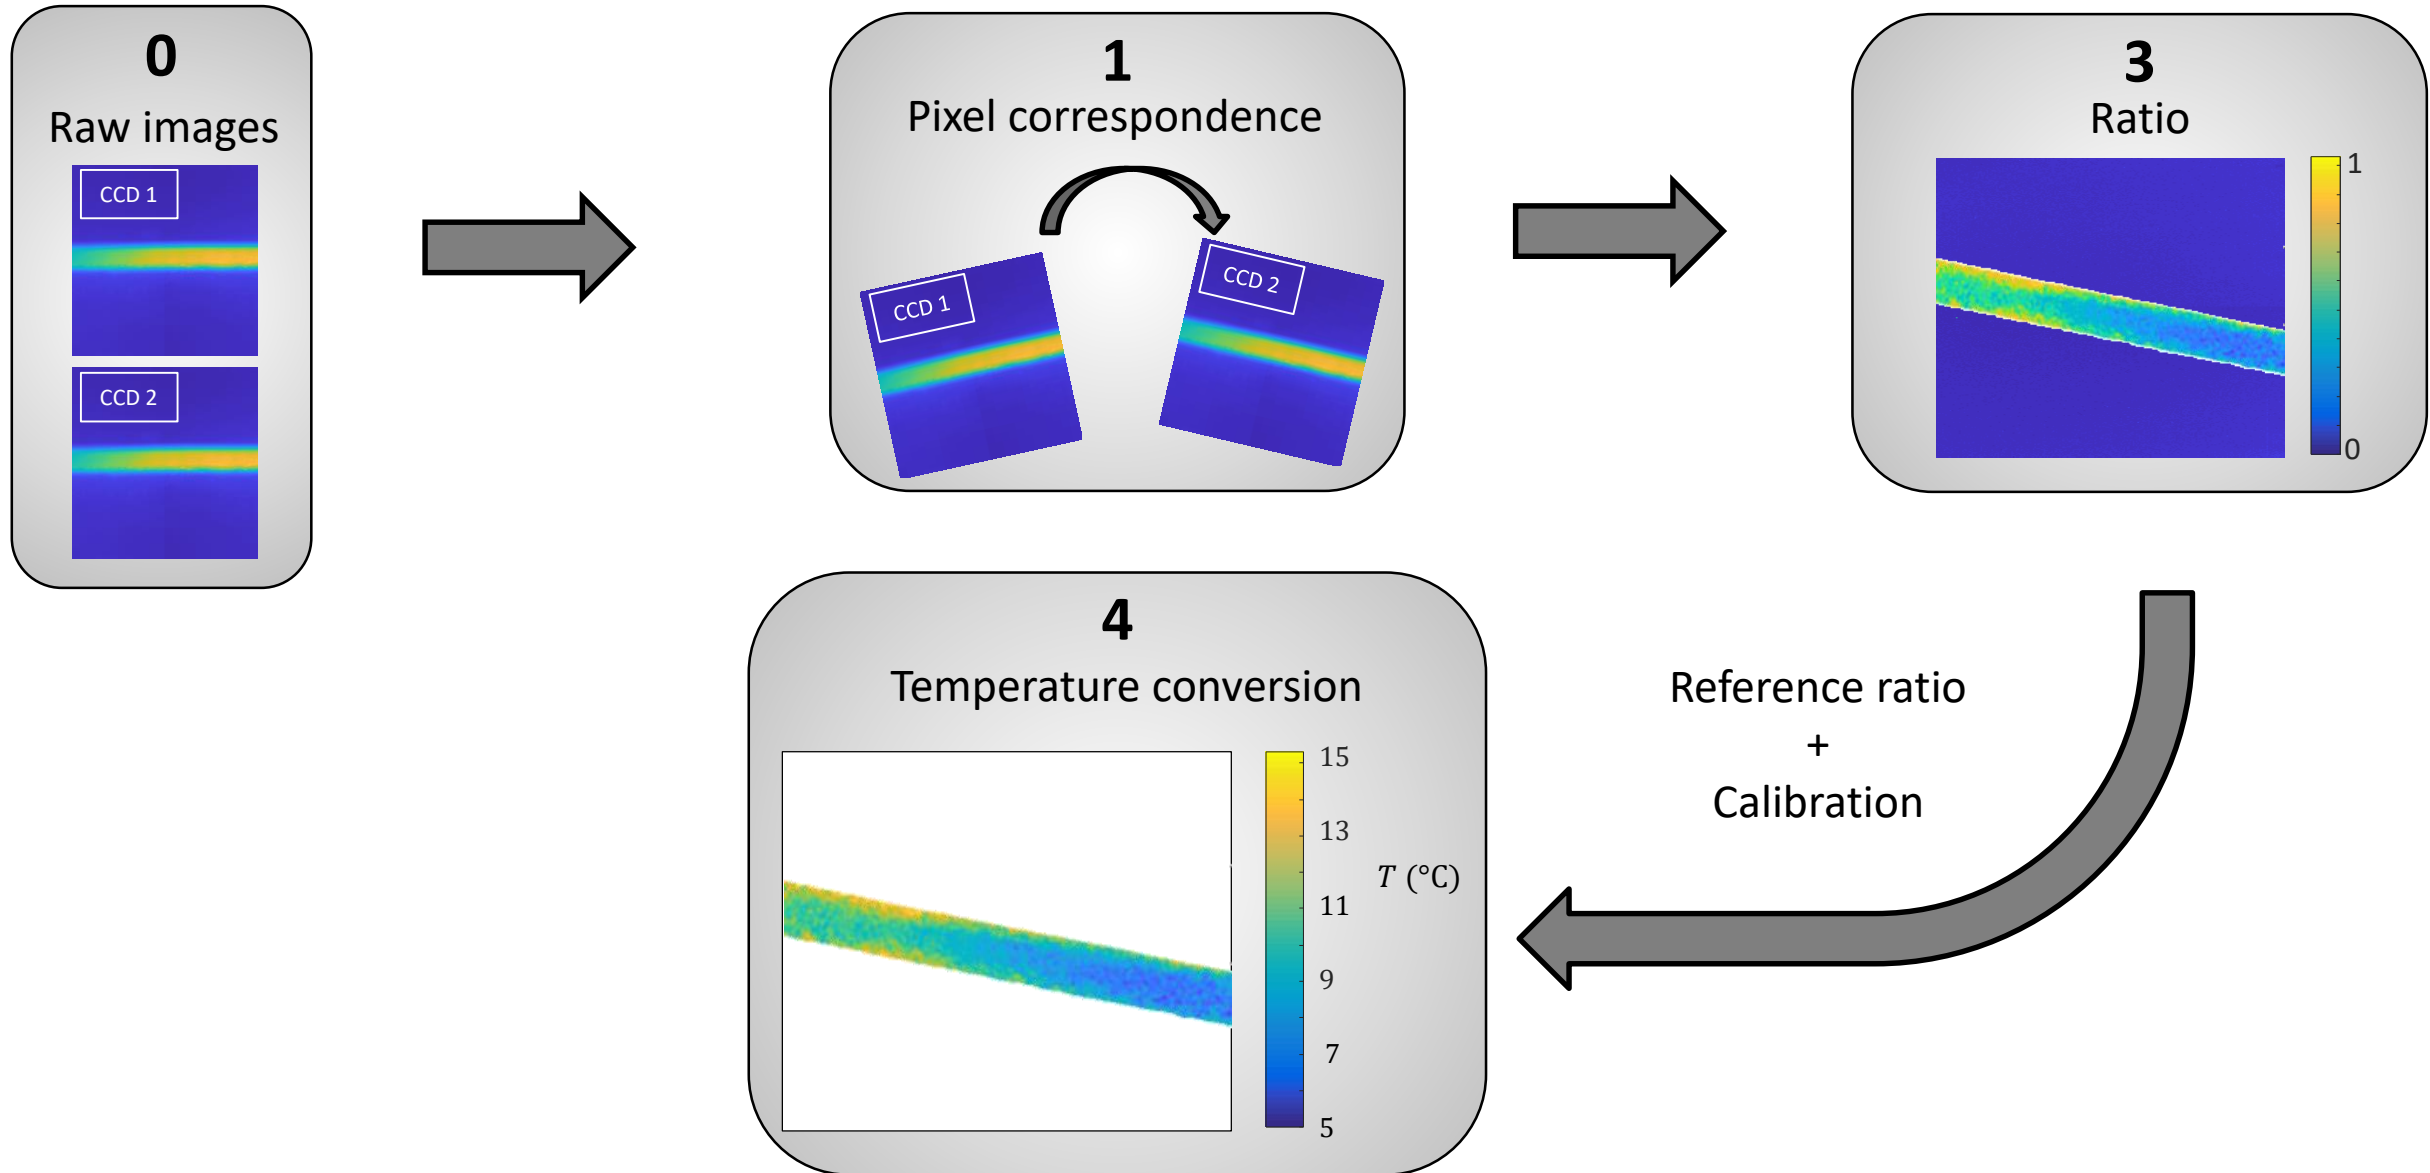 0
Raw images
CCD 1
CCD 2
1
Pixel correspondence
CCD 1
CCD 2
3
Ratio
1
0
Reference ratio
+
Calibration
4
Temperature conversion
15
13
T (°C)
11
9
7
5